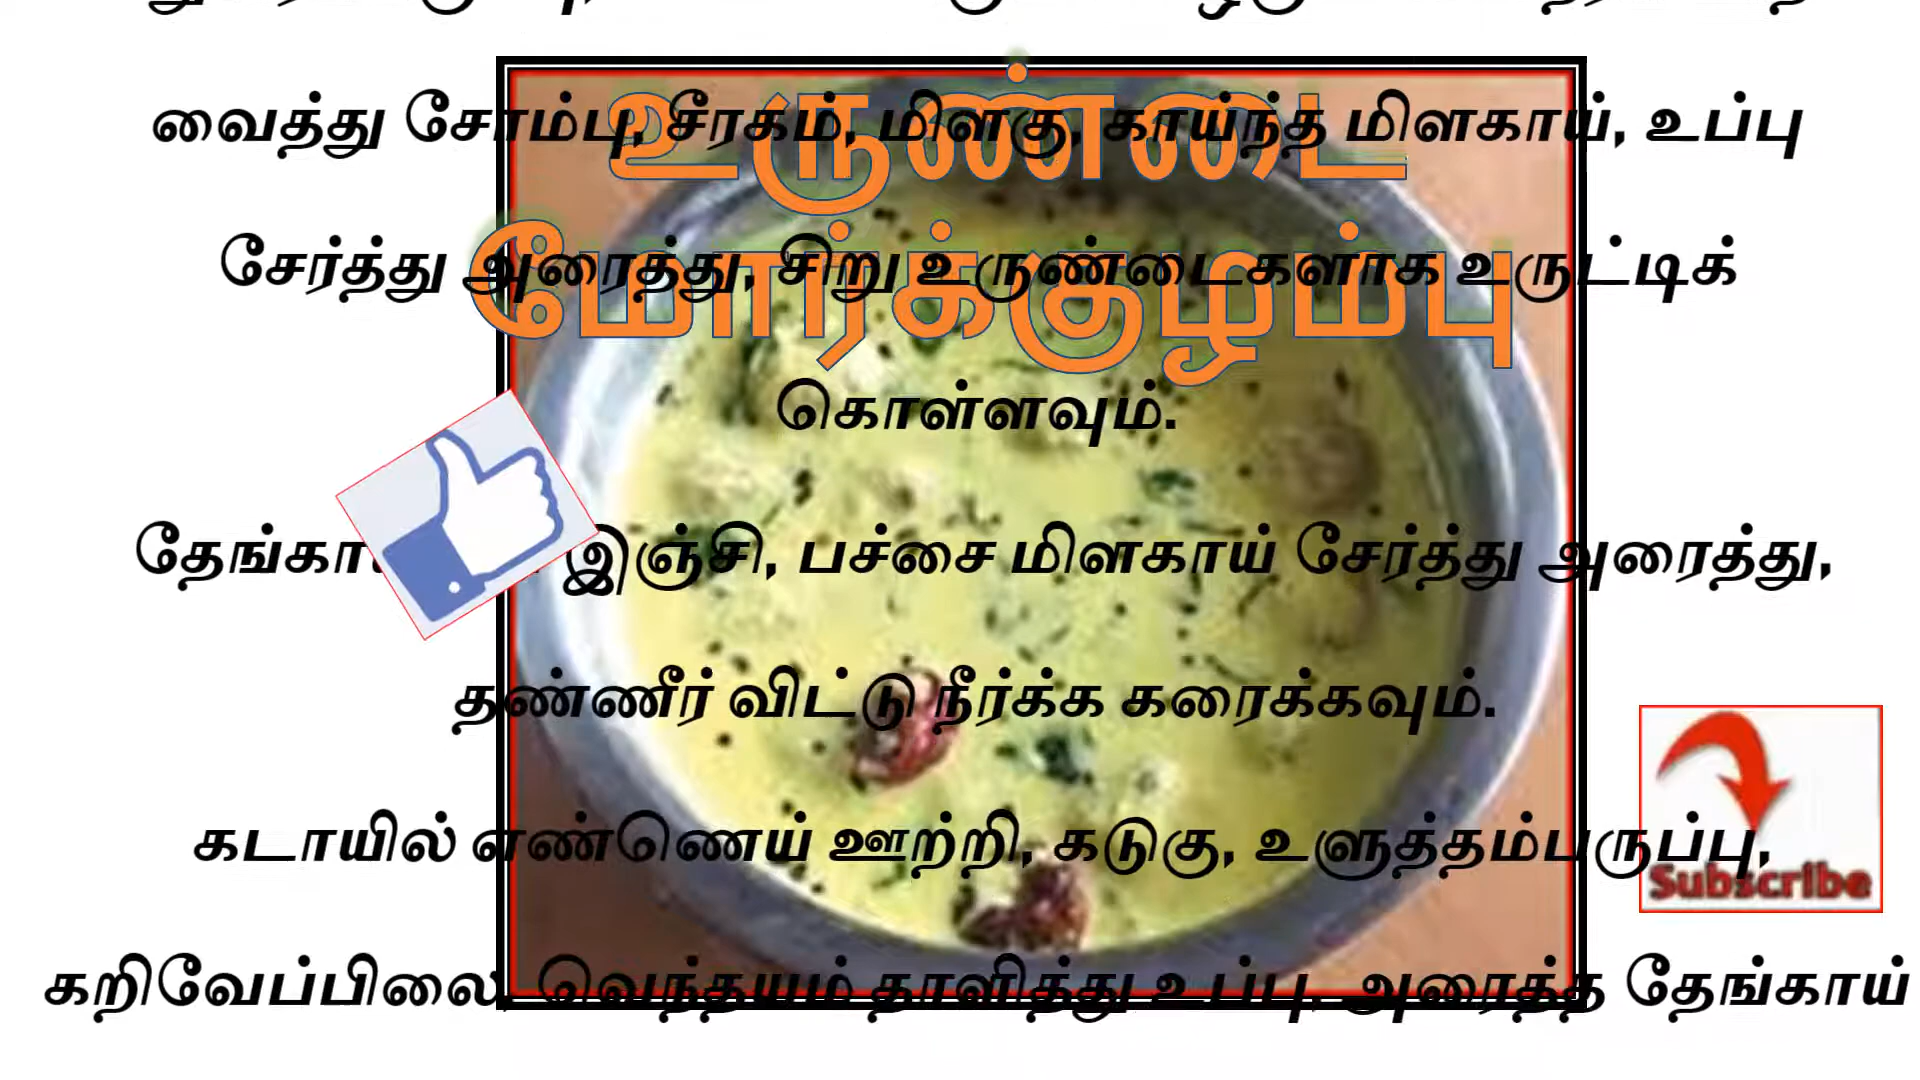 வைத்து சோம்பு, சீரகம், மிளகு, காய்ந்த மிளகாய், உப்பு
உருண்டை
சேர்த்து அரைத்து, சிறு உருண்டைகளாக உருட்டிக்
மோர்க்குழம்பு
கொள்ளவும்.
இஞ்சி, பச்சை மிளகாய் சேர்த்து அரைத்து,
தண்ணீர் விட்டு நீர்க்க கரைக்கவும்.
கடாயில் எண்ணெய் ஊற்றி, கடுகு, உளுத்தம்பருப்பு,
Subscribe
கறிவேப்பிலை, வெந்தயம் தாளித்து உப்பு, அரைத்த தேங்காய்